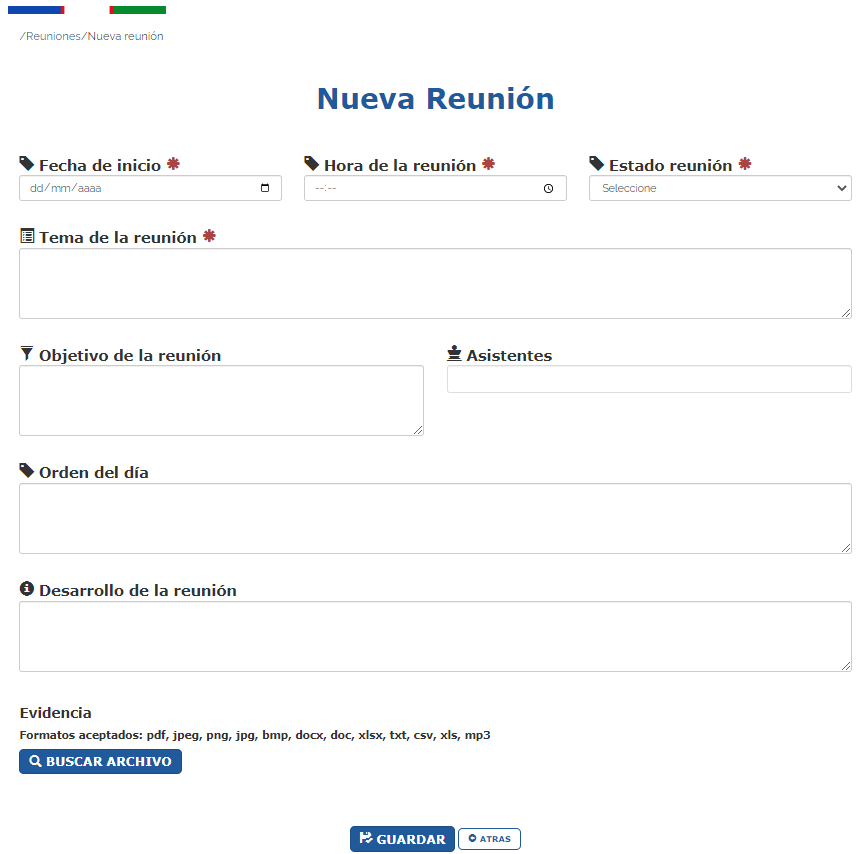 /Reuniones/Nueva reunión
Nueva Reunión
Fecha de inicio *
Hora de la reunión *
Estado reunión *
dd/mm/aaaa
--:--
Seleccione
Tema de la reunión *
Objetivo de la reunión
Asistentes
Orden del día
Desarrollo de la reunión
Evidencia
Formatos aceptados: pdf, jpeg, png, jpg, bmp, docx, doc, xlsx, txt, csv, xls, mp3
BUSCAR ARCHIVO
GUARDAR
ATRAS